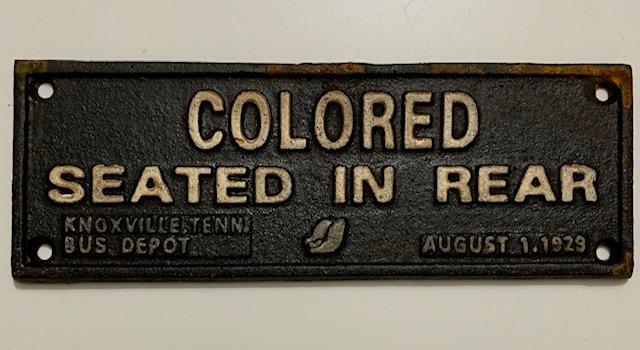 COLORED
SEATED IN REAR
KNOXVILLE, TENN.
BUS DEPOT
AUGUST 1, 1929